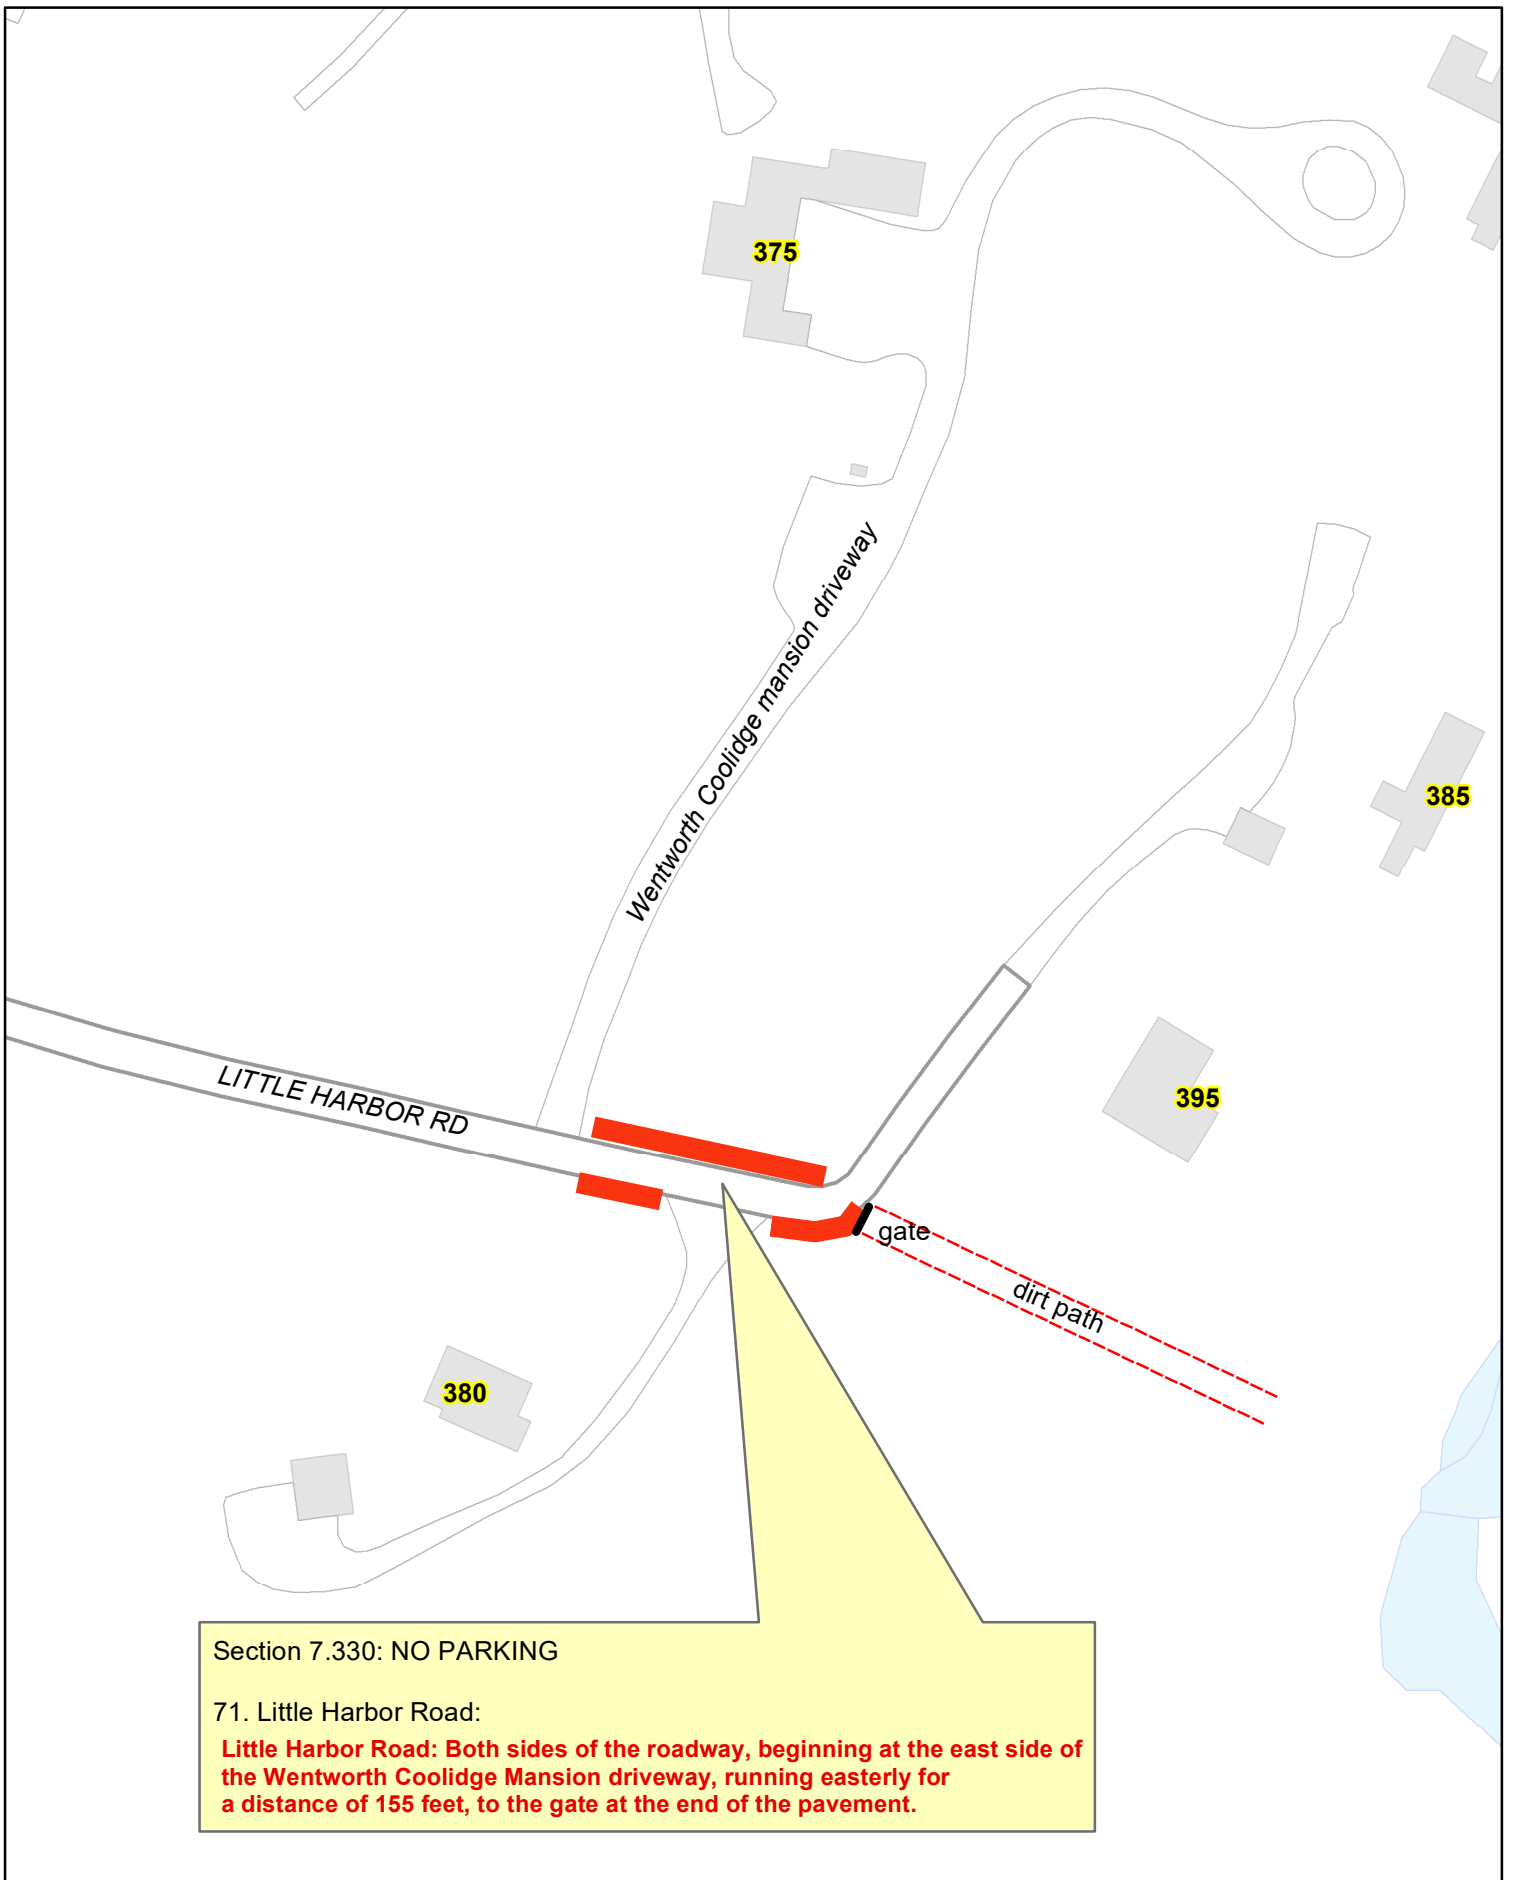 375
Wentworth Coolidge mansion driveway
385
LITTLE HARBOR RD
395
gate
dirt path
380
Section 7.330: NO PARKING
71. Little Harbor Road:
Little Harbor Road: Both sides of the roadway, beginning at the east side of
the Wentworth Coolidge Mansion driveway, running easterly for
a distance of 155 feet, to the gate at the end of the pavement.